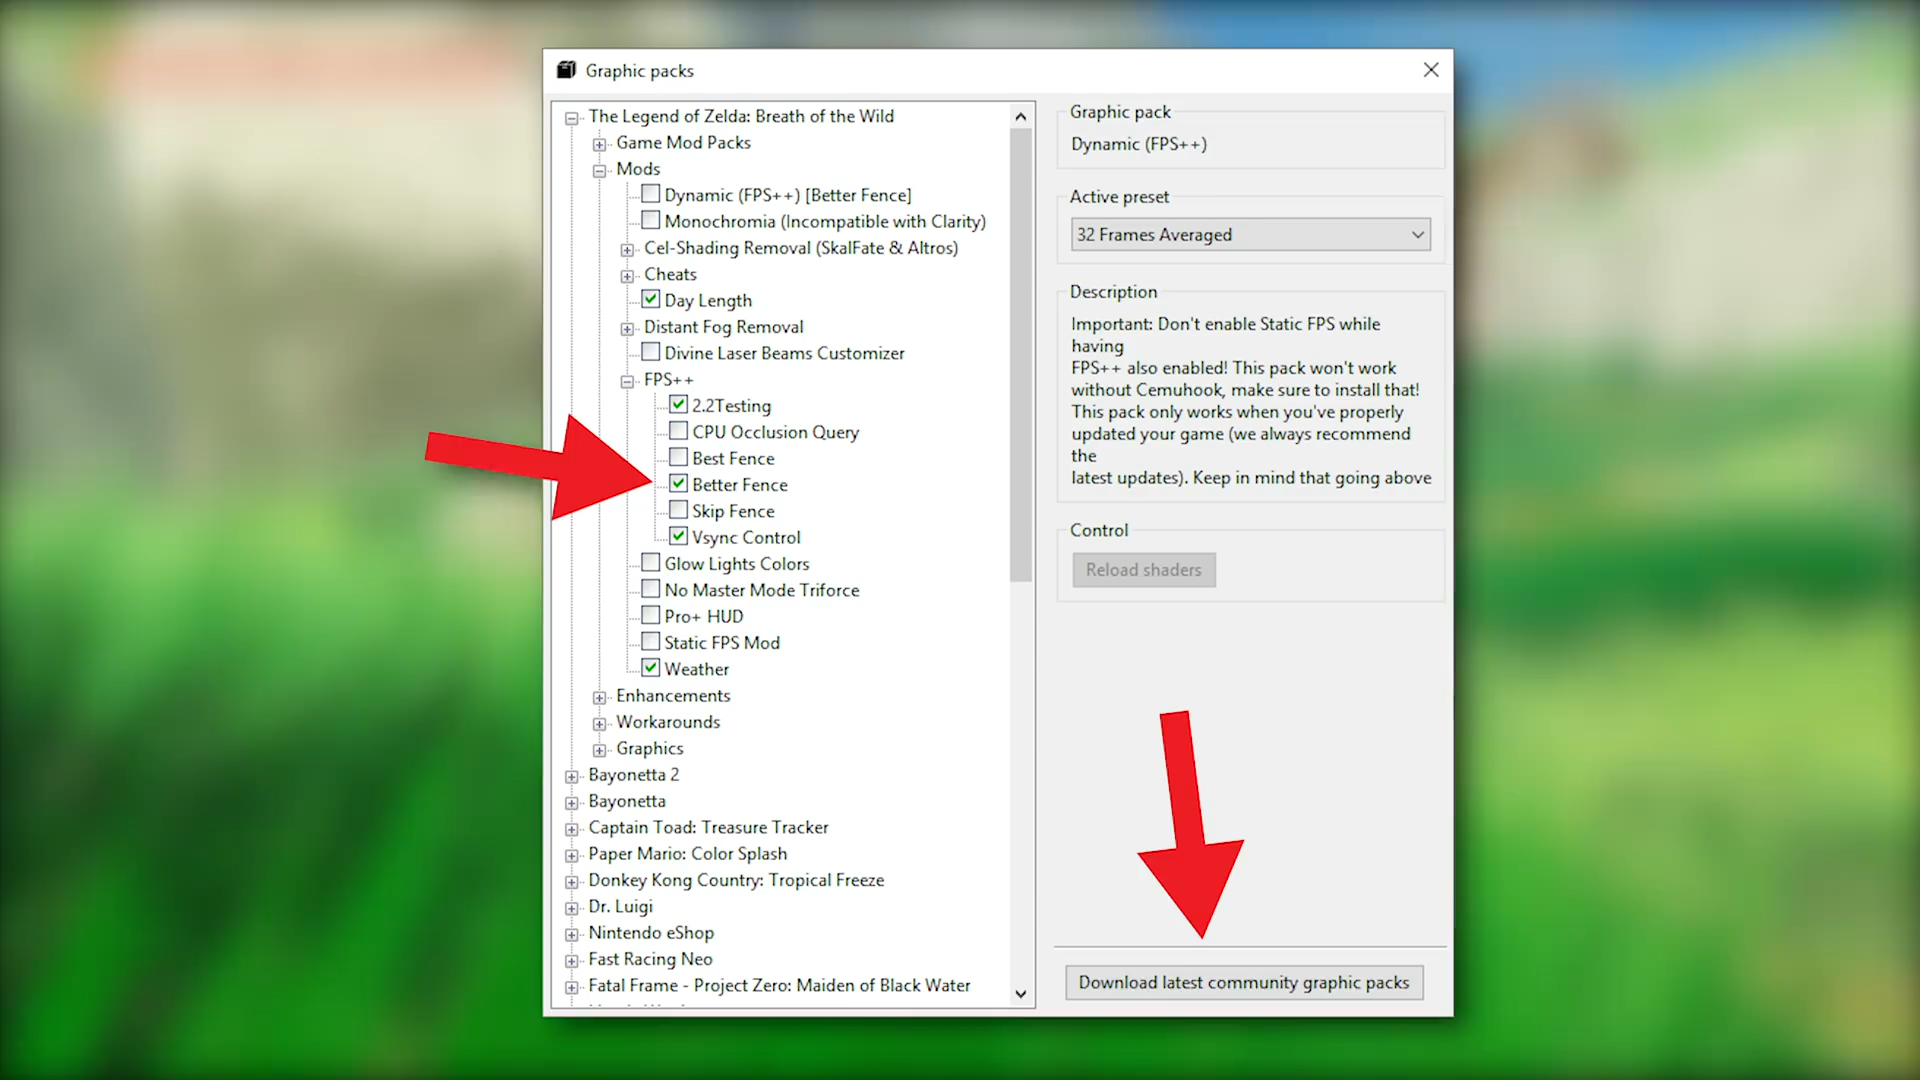 Graphic packs
The Legend of Zelda: Breath of the Wild
Game Mod Packs
Mods
Dynamic (FPS++) [Better Fence]
Monochromia (Incompatible with Clarity)
Cel-Shading Removal (SkalFate & Altros)
Cheats
Day Length
Distant Fog Removal
Divine Laser Beams Customizer
FPS++
2.2Testing
CPU Occlusion Query
Best Fence
Better Fence
Skip Fence
Vsync Control
Glow Lights Colors
No Master Mode Triforce
Pro+ HUD
Static FPS Mod
Weather
Enhancements
Workarounds
Graphics
Bayonetta 2
Bayonetta
Captain Toad: Treasure Tracker
Paper Mario: Color Splash
Donkey Kong Country: Tropical Freeze
Dr. Luigi
Nintendo eShop
Fast Racing Neo
Fatal Frame - Project Zero: Maiden of Black Water
Graphic pack
Dynamic (FPS++)
Active preset
32 Frames Averaged
Description
Important: Don't enable Static FPS while
having
FPS++ also enabled! This pack won't work
without Cemuhook, make sure to install that!
This pack only works when you've properly
updated your game (we always recommend
the
latest updates). Keep in mind that going above
Control
Reload shaders
Download latest community graphic packs